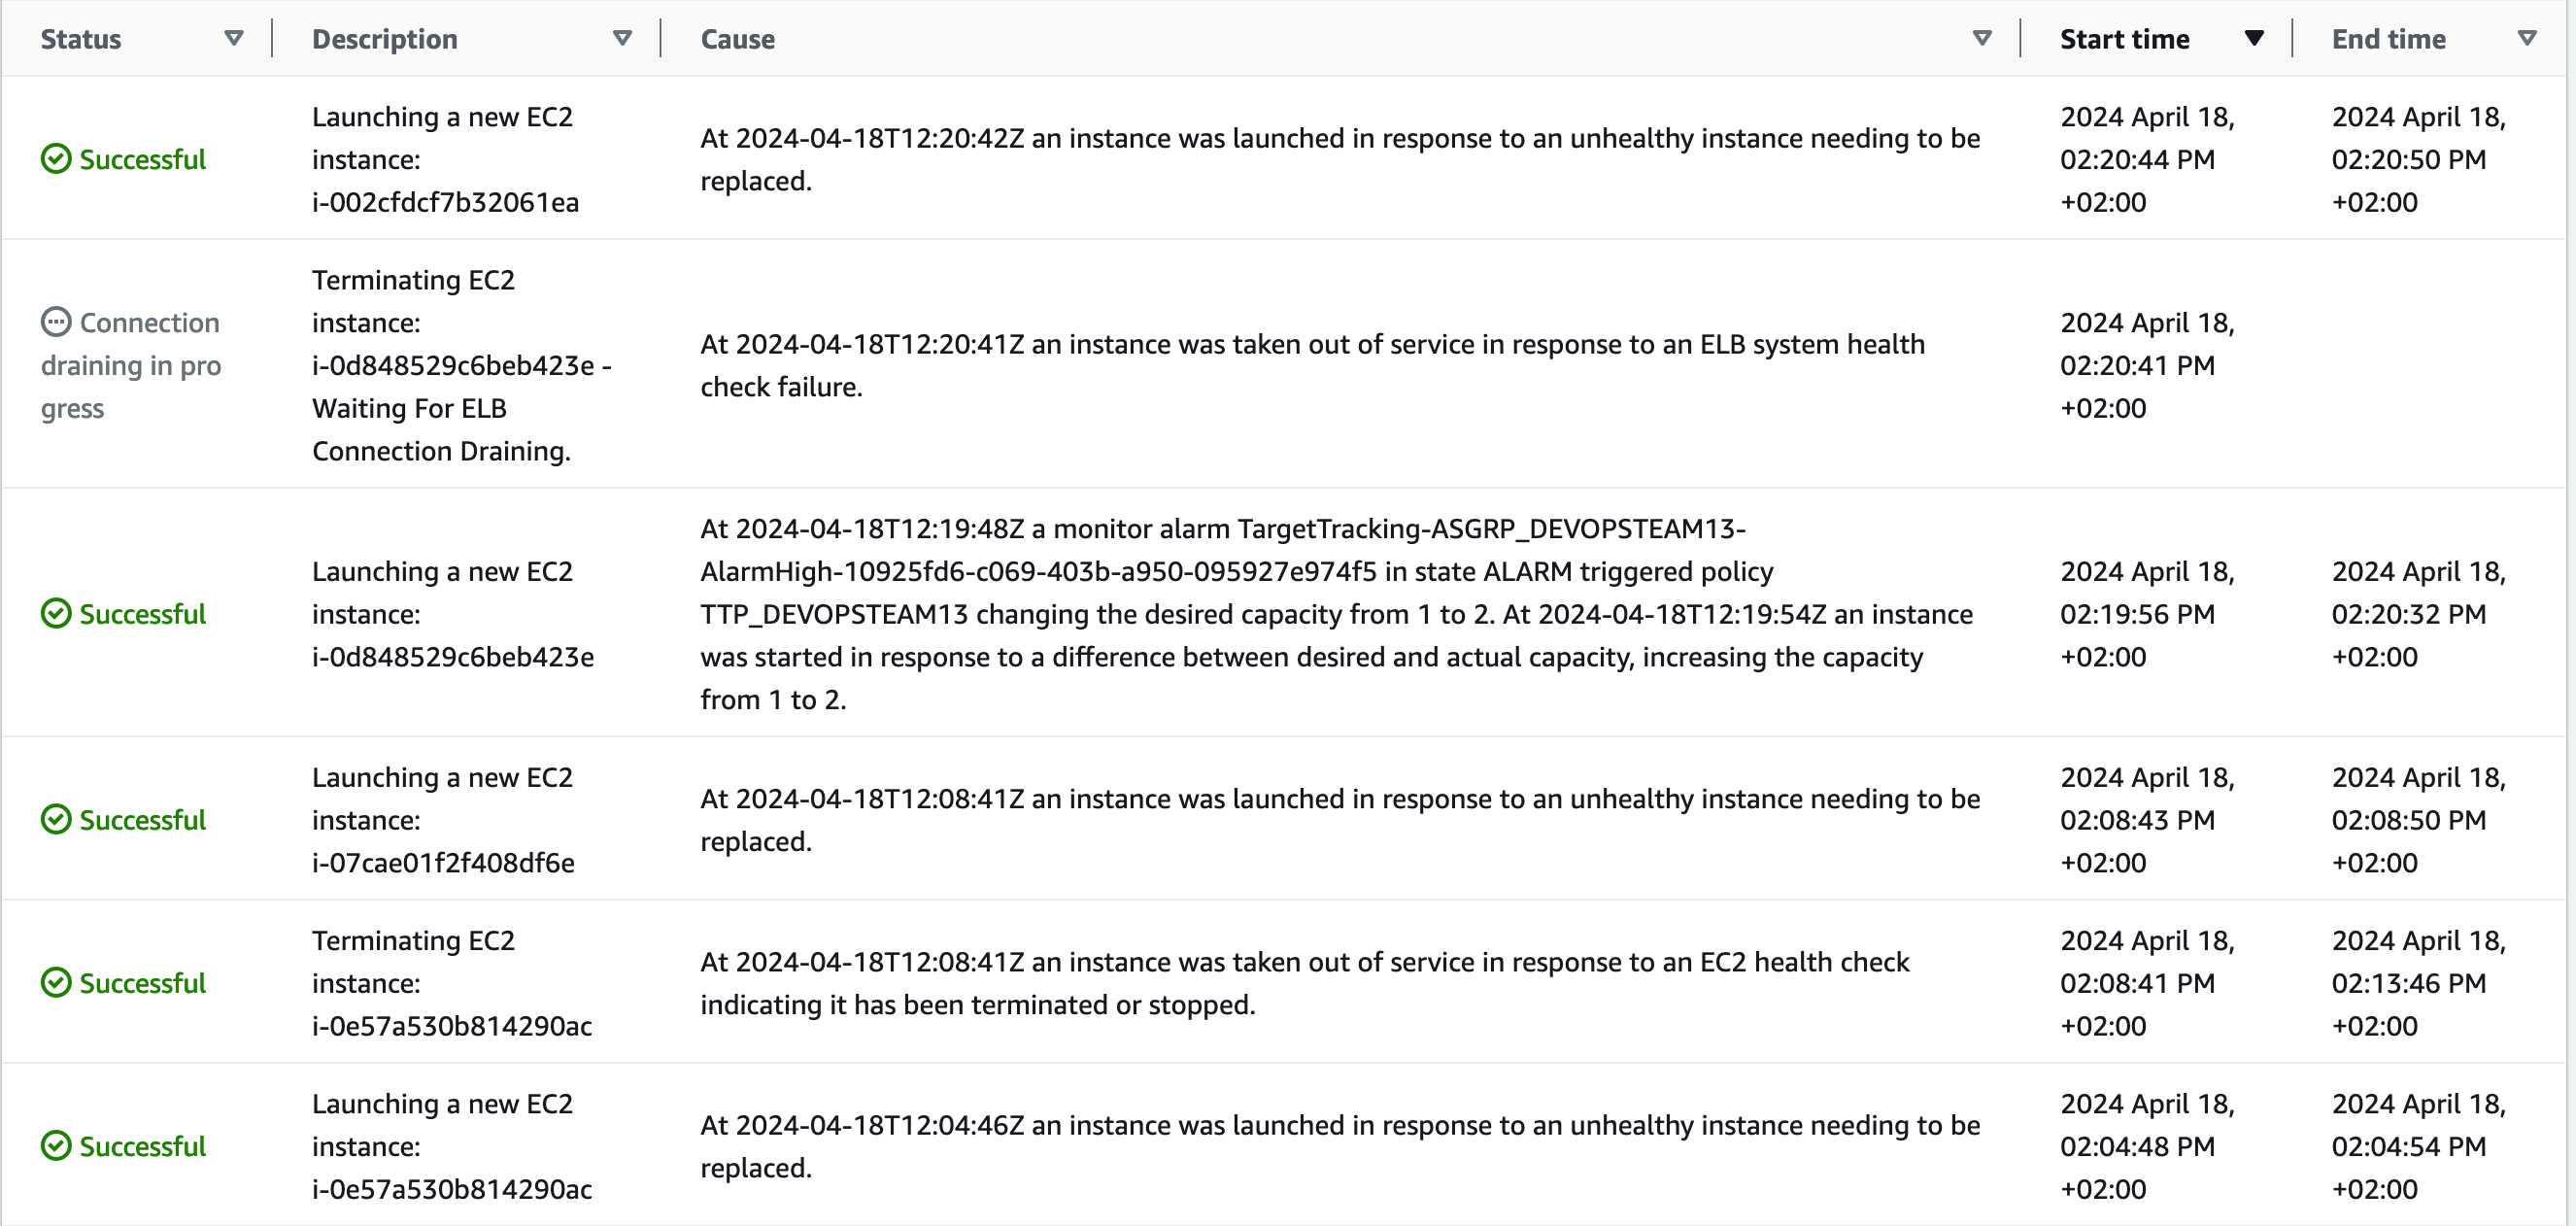 Status
Description
Cause
Start time
End time
Successful
Launching a new EC2
instance:
i-002cfdcf7b32061ea
At 2024-04-18T12:20:42Z an instance was launched in response to an unhealthy instance needing to be
replaced.
2024 April 18,
02:20:44 PM
+02:00
2024 April 18,
02:20:50 PM
+02:00
Connection
draining in pro
gress
Terminating EC2
instance:
i-0d848529c6beb423e -
Waiting For ELB
Connection Draining.
At 2024-04-18T12:20:41Z an instance was taken out of service in response to an ELB system health
check failure.
2024 April 18,
02:20:41 PM
+02:00
Successful
Launching a new EC2
instance:
i-0d848529c6beb423e
At 2024-04-18T12:19:48Z a monitor alarm TargetTracking-ASGRP_DEVOPSTEAM13-
AlarmHigh-10925fd6-c069-403b-a950-095927e974f5 in state ALARM triggered policy
TTP_DEVOPSTEAM13 changing the desired capacity from 1 to 2. At 2024-04-18T12:19:54Z an instance
was started in response to a difference between desired and actual capacity, increasing the capacity
from 1 to 2.
2024 April 18,
02:19:56 PM
+02:00
2024 April 18,
02:20:32 PM
+02:00
Successful
Launching a new EC2
instance:
i-07cae01f2f408df6e
At 2024-04-18T12:08:41Z an instance was launched in response to an unhealthy instance needing to be
replaced.
2024 April 18,
02:08:43 PM
+02:00
2024 April 18,
02:08:50 PM
+02:00
Successful
Terminating EC2
instance:
i-0e57a530b814290ac
At 2024-04-18T12:08:41Z an instance was taken out of service in response to an EC2 health check
indicating it has been terminated or stopped.
2024 April 18,
02:08:41 PM
+02:00
2024 April 18,
02:13:46 PM
+02:00
Successful
Launching a new EC2
instance:
i-0e57a530b814290ac
At 2024-04-18T12:04:46Z an instance was launched in response to an unhealthy instance needing to be
replaced.
2024 April 18,
02:04:48 PM
+02:00
2024 April 18,
02:04:54 PM
+02:00